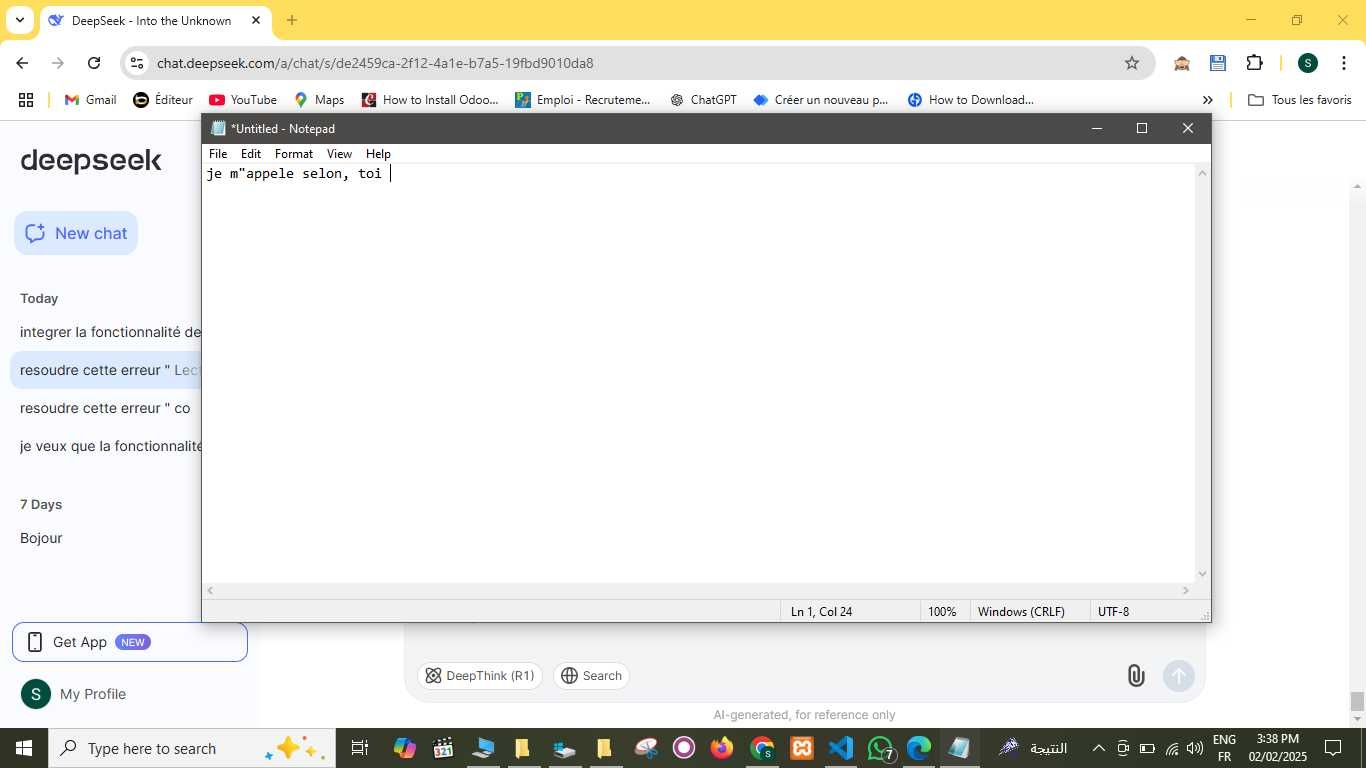 DeepSeek - Into the Unknown
chat.deepseek.com/a/chat/s/de2459ca-2f12-4a1e-b7a5-19fbd9010da8
S
Gmail
Éditeur
YouTube
Maps
How to Install Odoo...
Emploi - Recruteme...
ChatGPT
Créer un nouveau p...
How to Download...
Tous les favoris
deepseek
New chat
Today
integrer la fonctionnalité de
resoudre cette erreur " Lec
resoudre cette erreur " co
je veux que la fonctionnalité
7 Days
Bojour
Get App NEW
S My Profile
*Untitled - Notepad
File Edit Format View Help
je m"appele selon, toi
Ln 1, Col 24 100% Windows (CRLF) UTF-8
DeepThink (R1) Search
AI-generated, for reference only
Type here to search
321
7
النتيجة
ENG
FR
3:38 PM
02/02/2025